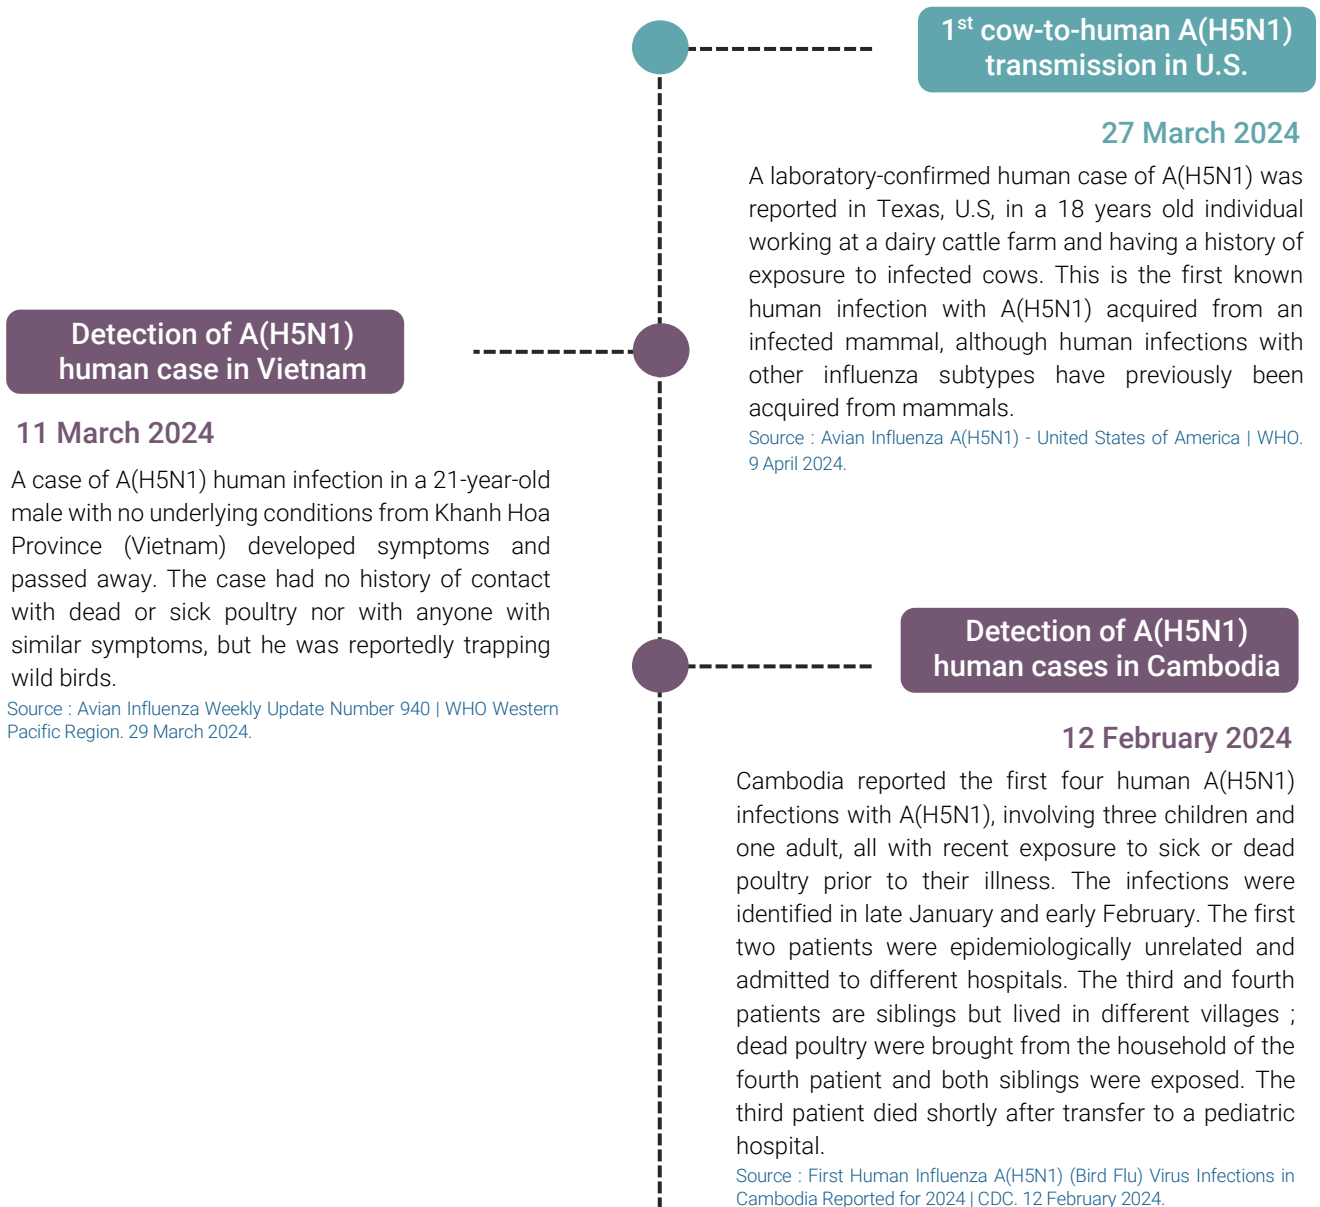 1st cow-to-human A(H5N1)
transmission in U.S.
27 March 2024
A laboratory-confirmed human case of A(H5N1) was
reported in Texas, U.S, in a 18 years old individual
working at a dairy cattle farm and having a history of
exposure to infected cows. This is the first known
human infection with A(H5N1) acquired from an
infected mammal, although human infections with
other influenza subtypes have previously been
acquired from mammals.
Source : Avian Influenza A(H5N1) - United States of America | WHO.
9 April 2024.
Detection of A(H5N1)
human case in Vietnam
11 March 2024
A case of A(H5N1) human infection in a 21-year-old
male with no underlying conditions from Khanh Hoa
Province (Vietnam) developed symptoms and
passed away. The case had no history of contact
with dead or sick poultry nor with anyone with
similar symptoms, but he was reportedly trapping
wild birds.
Source : Avian Influenza Weekly Update Number 940 | WHO Western
Pacific Region. 29 March 2024.
Detection of A(H5N1)
human cases in Cambodia
12 February 2024
Cambodia reported the first four human A(H5N1)
infections with A(H5N1), involving three children and
one adult, all with recent exposure to sick or dead
poultry prior to their illness. The infections were
identified in late January and early February. The first
two patients were epidemiologically unrelated and
admitted to different hospitals. The third and fourth
patients are siblings but lived in different villages ;
dead poultry were brought from the household of the
fourth patient and both siblings were exposed. The
third patient died shortly after transfer to a pediatric
hospital.
Source : First Human Influenza A(H5N1) (Bird Flu) Virus Infections in
Cambodia Reported for 2024 | CDC. 12 February 2024.